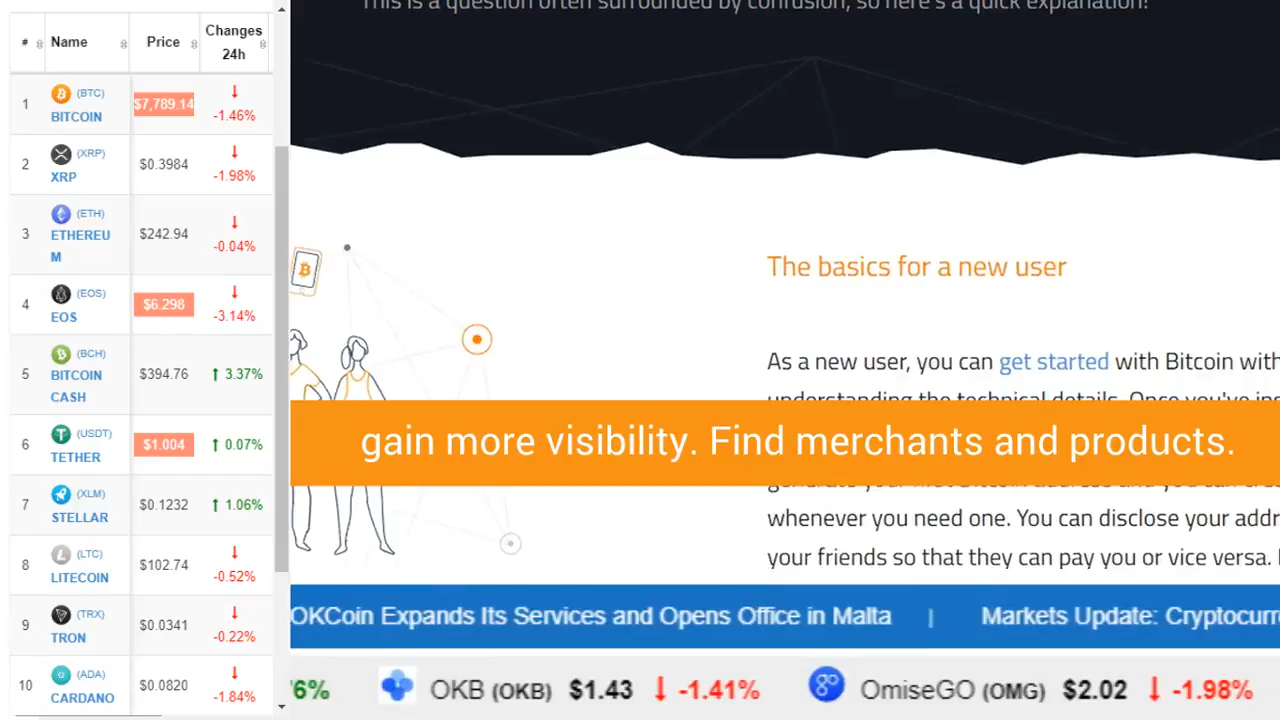 # Name Price Changes 24h
1 (BTC) BITCOIN $7,789.14 ↓ -1.46%
2 (XRP) XRP $0.3984 ↓ -1.98%
3 (ETH) ETHEREUM $242.94 ↓ -0.04%
4 (EOS) EOS $6.298 ↓ -3.14%
5 (BCH) BITCOIN CASH $394.76 ↑ 3.37%
6 (USDT) TETHER $1.004 ↑ 0.07%
7 (XLM) STELLAR $0.1232 ↑ 1.06%
8 (LTC) LITECOIN $102.74 ↓ -0.52%
9 (TRX) TRON $0.0341 ↓ -0.22%
10 (ADA) CARDANO $0.0820 ↓ -1.84%
This is a question often surrounded by confusion, so here's a quick explanation!
The basics for a new user
As a new user, you can get started with Bitcoin with
understanding the technical details. Once you've
gain more visibility. Find merchants and products.
whenever you need one. You can disclose your addr
your friends so that they can pay you or vice versa.
OKCoin Expands Its Services and Opens Office in Malta | Markets Update: Cryptocurr
6% OKB (OKB) $1.43 ↓ -1.41% OmiseGO (OMG) $2.02 ↓ -1.98%